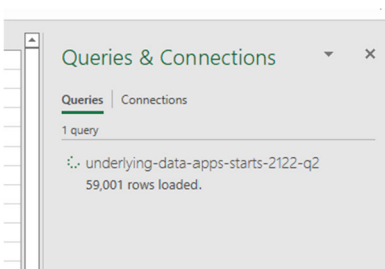 Queries & Connections
Queries | Connections
1 query
underlying-data-apps-starts-2122-q2
59,001 rows loaded.